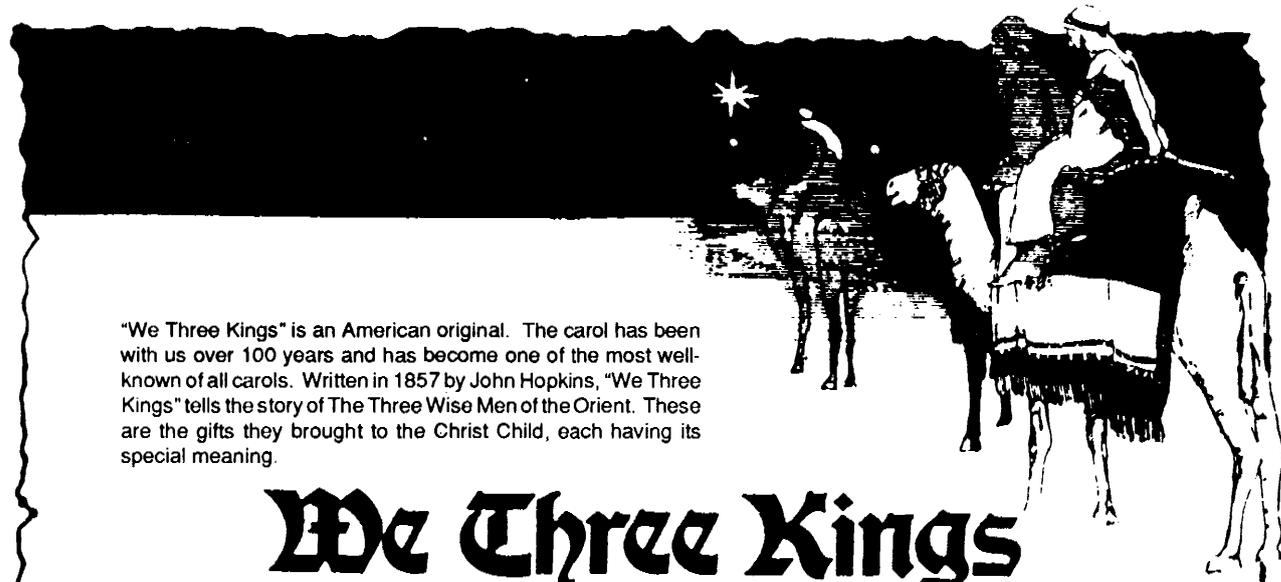 “We Three Kings” is an American original. The carol has been
with us over 100 years and has become one of the most well-
known of all carols. Written in 1857 by John Hopkins, “We Three
Kings” tells the story of The Three Wise Men of the Orient. These
are the gifts they brought to the Christ Child, each having its
special meaning.
We Three Kings